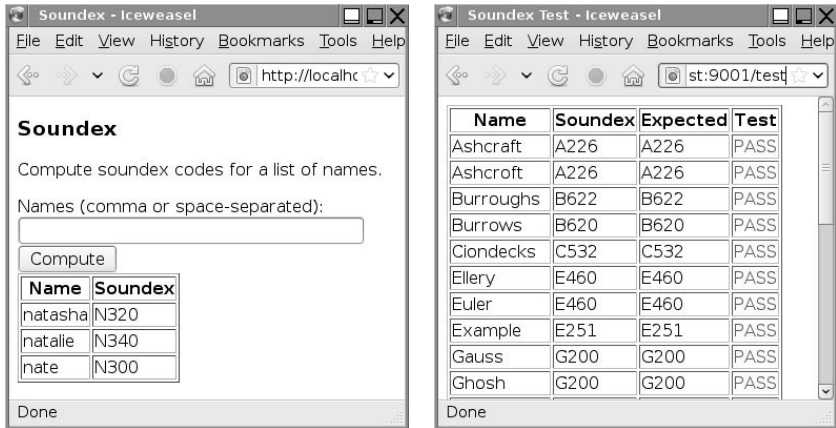 Soundex - Iceweasel
File Edit View History Bookmarks Tools Help
http://localhc
Soundex
Compute soundex codes for a list of names.
Names (comma or space-separated):
Compute
Name Soundex
natasha N320
natalie N340
nate N300
Done
Soundex Test - Iceweasel
File Edit View History Bookmarks Tools Help
st:9001/test
Name Soundex Expected Test
Ashcraft A226 A226 PASS
Ashcroft A226 A226 PASS
Burroughs B622 B622 PASS
Burrows B620 B620 PASS
Ciondecks C532 C532 PASS
Ellery E460 E460 PASS
Euler E460 E460 PASS
Example E251 E251 PASS
Gauss G200 G200 PASS
Ghosh G200 G200 PASS
Done